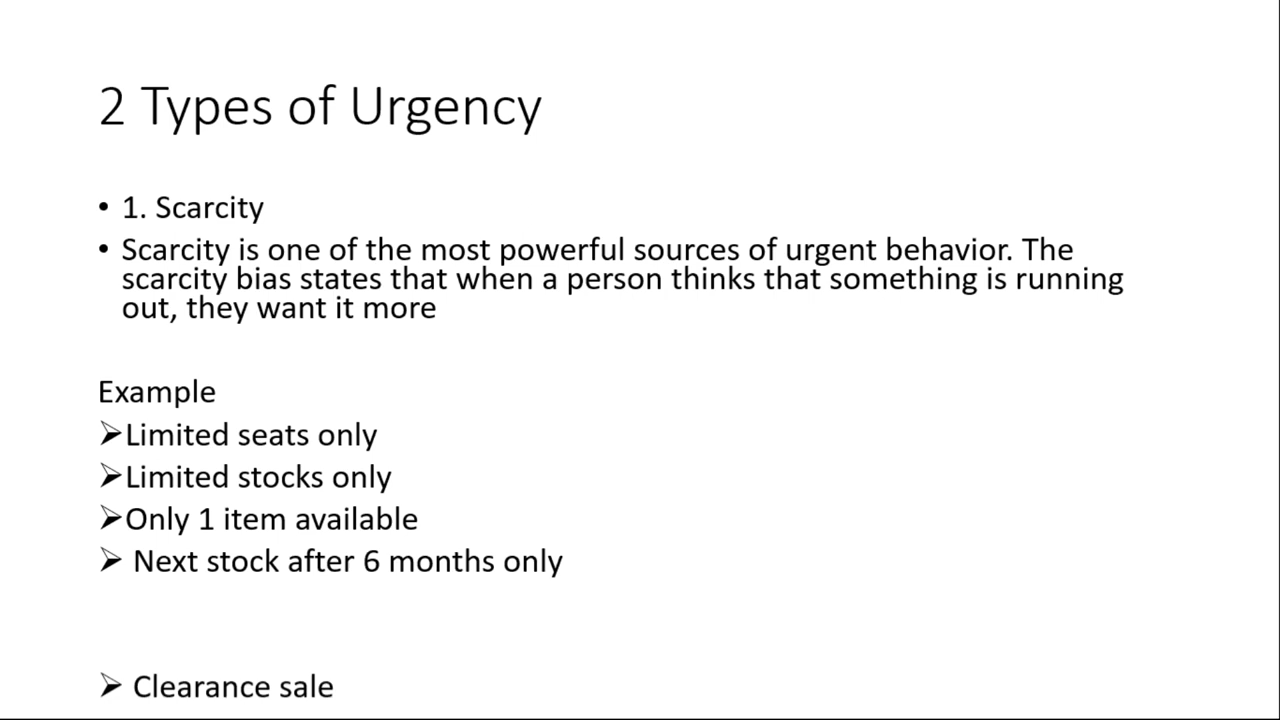 2 Types of Urgency
• 1. Scarcity
• Scarcity is one of the most powerful sources of urgent behavior. The
scarcity bias states that when a person thinks that something is running
out, they want it more
Example
➢Limited seats only
➢Limited stocks only
➢Only 1 item available
➢ Next stock after 6 months only
➢ Clearance sale